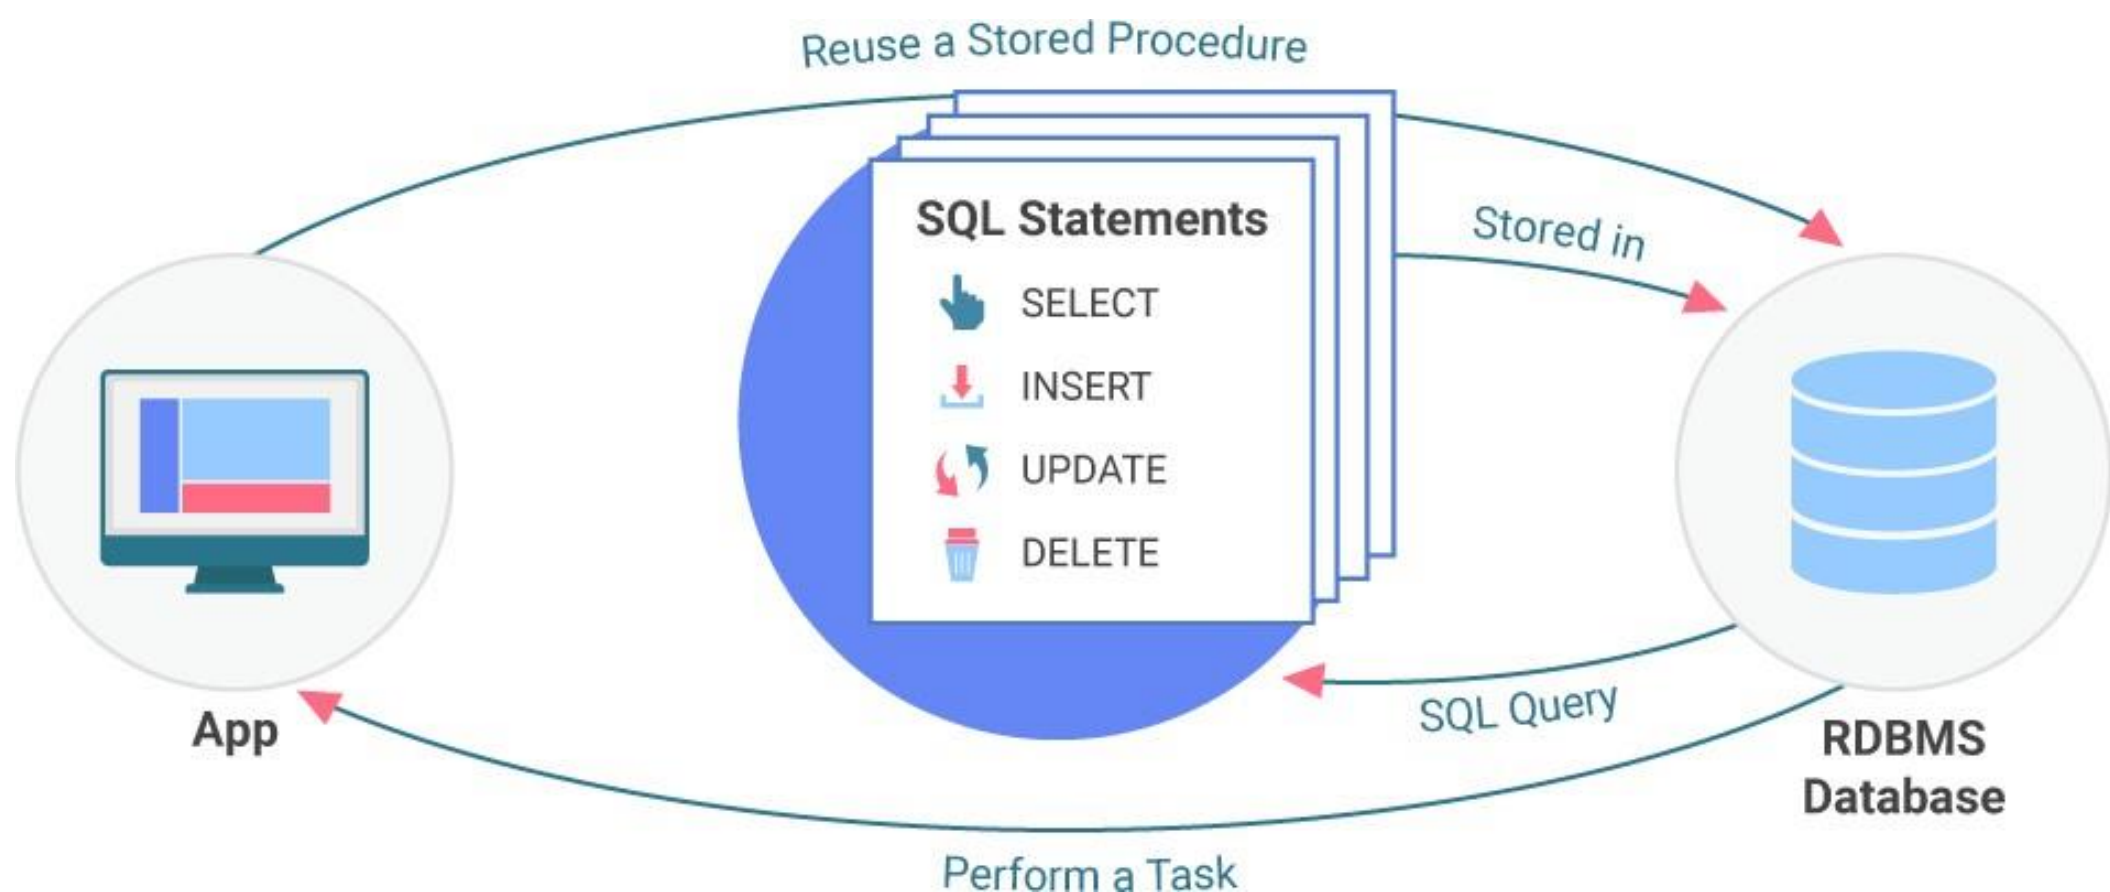 Reuse a Stored Procedure
Stored in
SQL Statements
SELECT
INSERT
UPDATE
DELETE
SQL Query
App
RDBMS
Database
Perform a Task